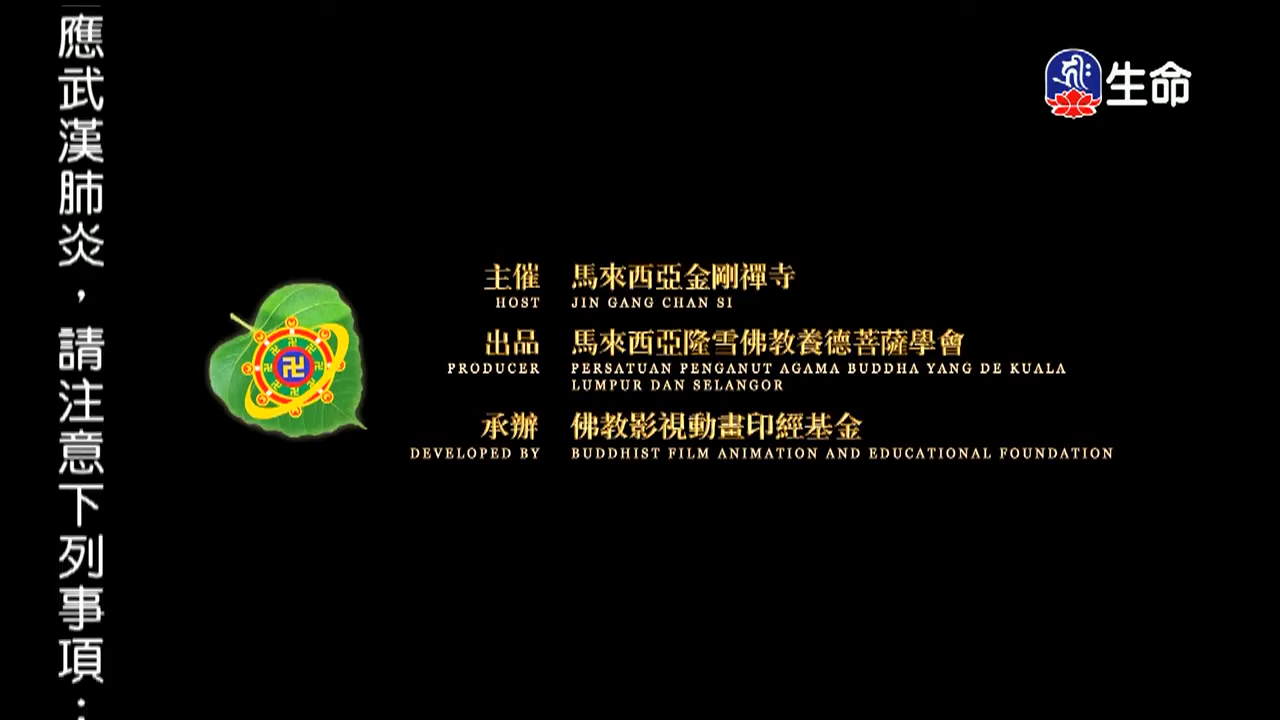 應武漢肺炎，請注意下列事項：
生命
主催 馬來西亞金剛禪寺
HOST JIN GANG CHAN SI
出品 馬來西亞隆雪佛教養德菩薩學會
PRODUCER PERSATUAN PENGANUT AGAMA BUDDHA YANG DE KUALA
LUMPUR DAN SELANGOR
承辦 佛教影視動畫印經基金
DEVELOPED BY BUDDHIST FILM ANIMATION AND EDUCATIONAL FOUNDATION